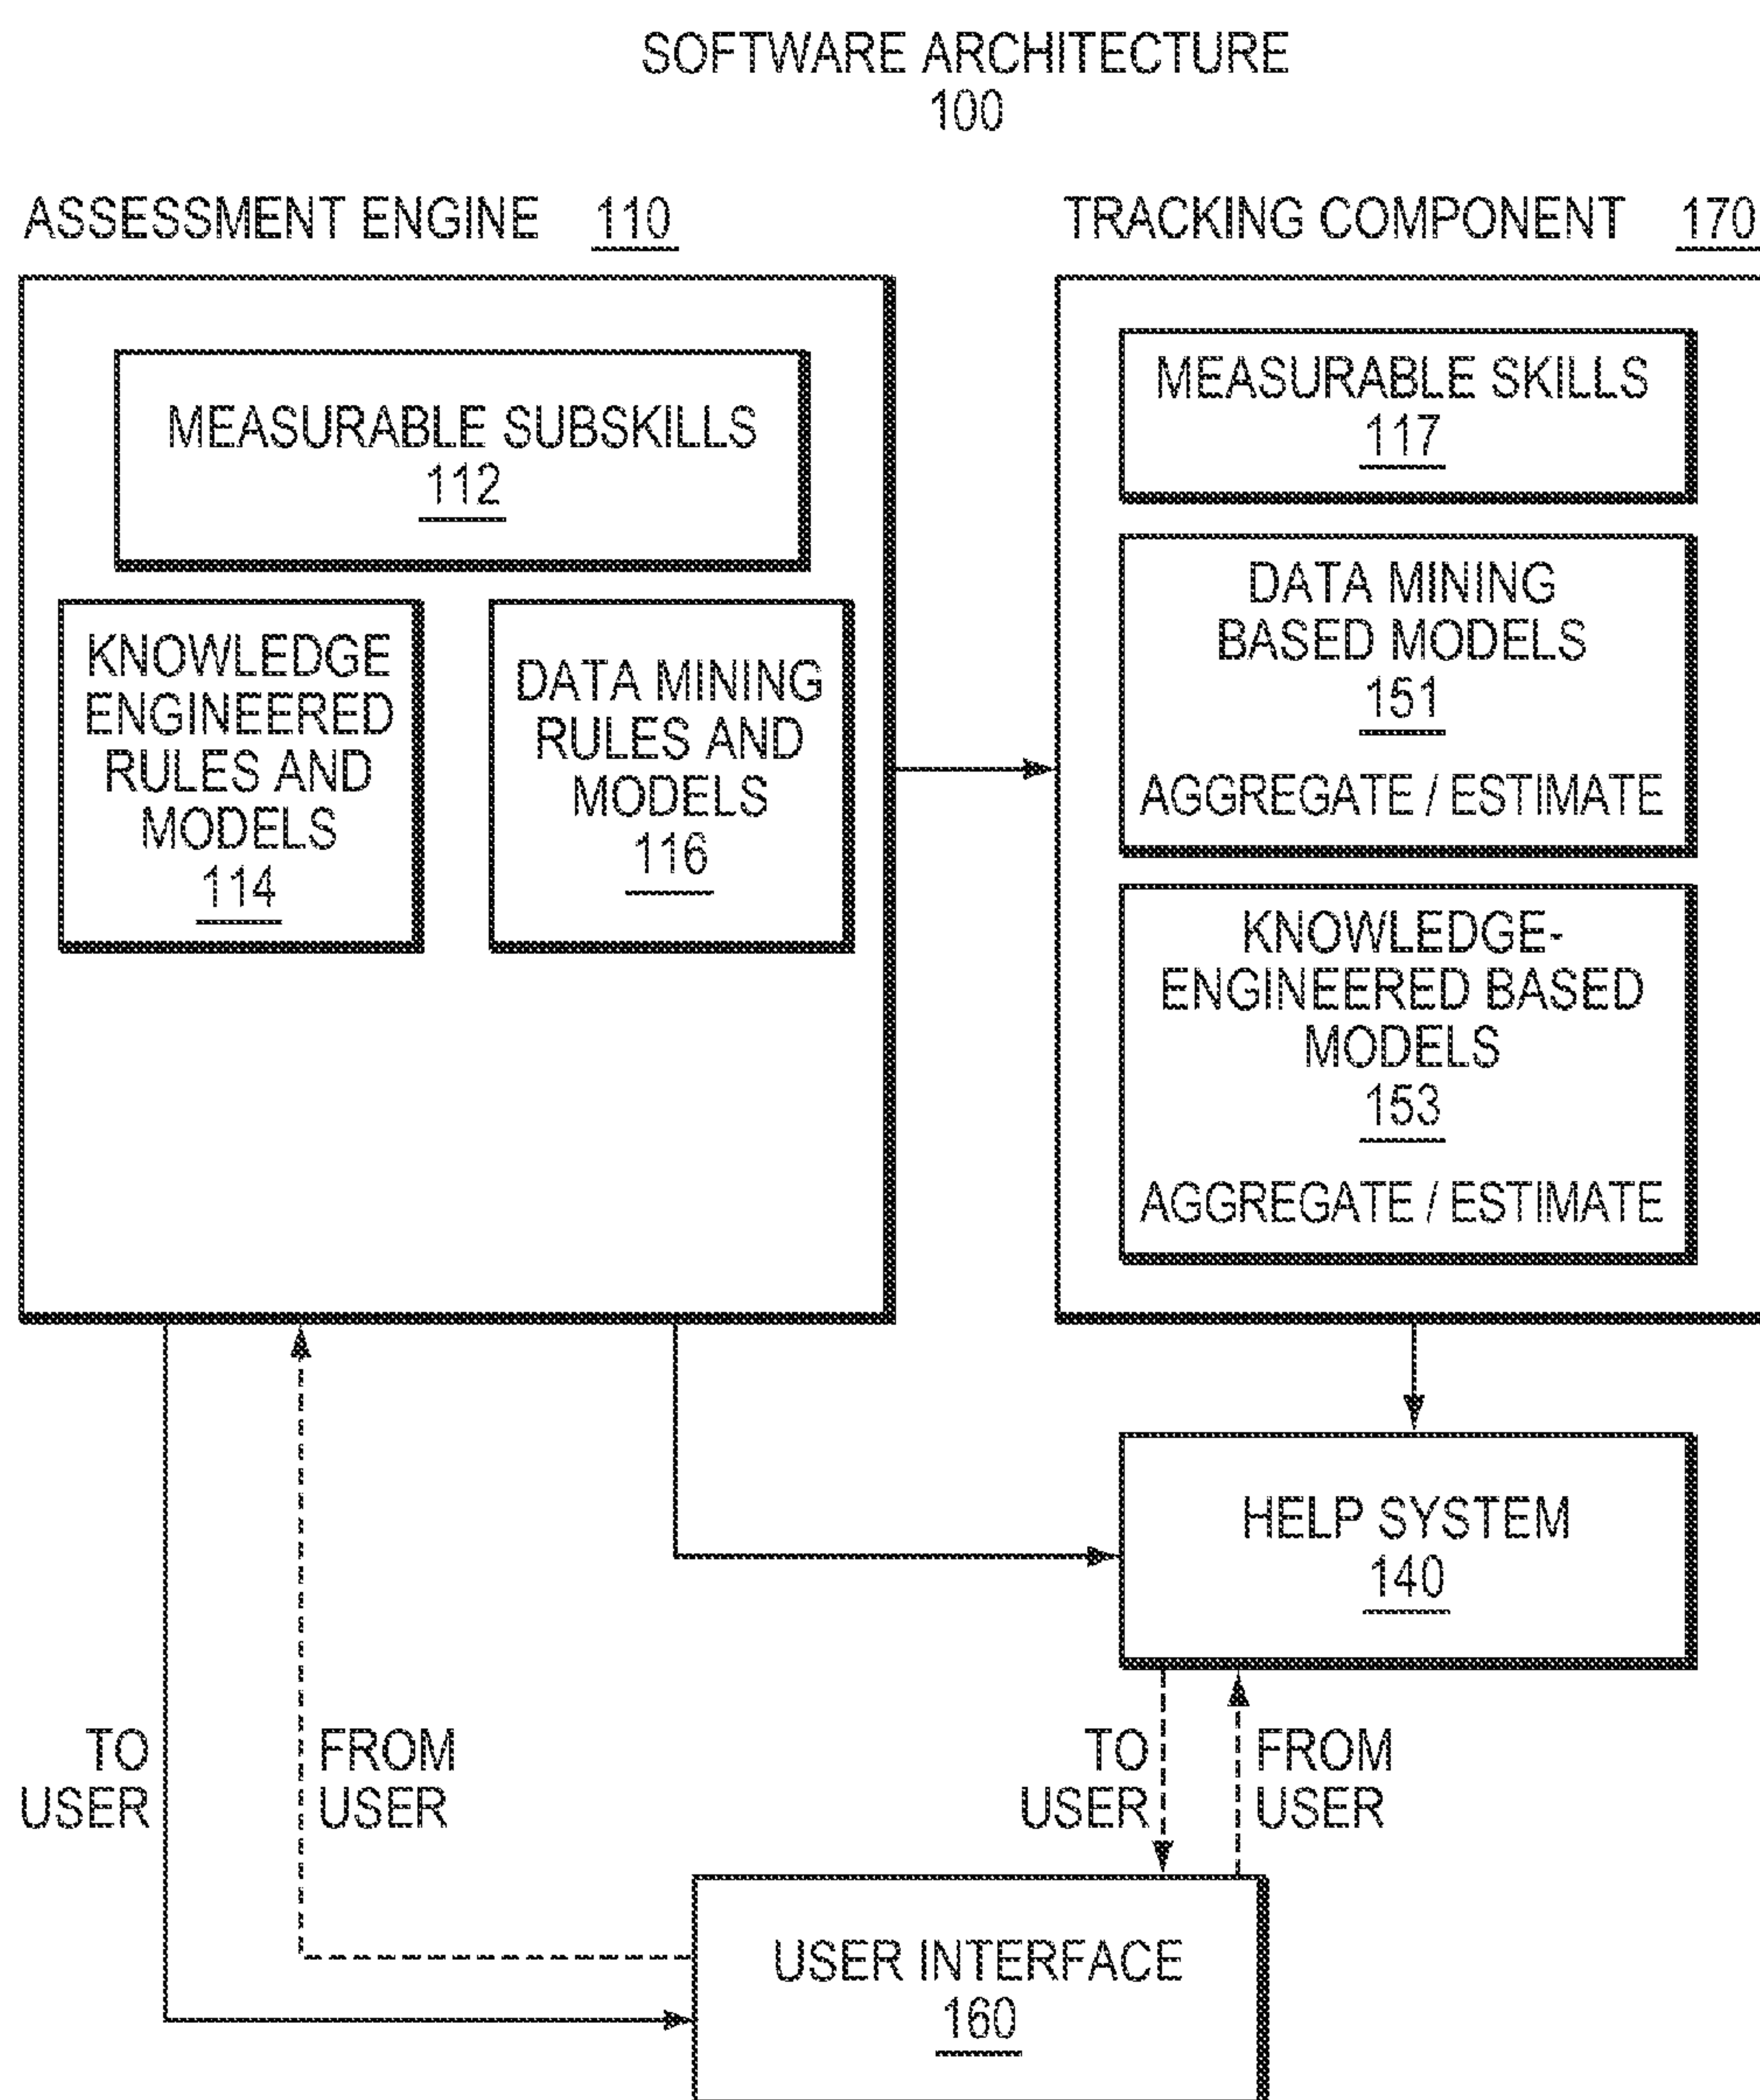 SOFTWARE ARCHITECTURE
100
ASSESSMENT ENGINE 110
MEASURABLE SUBSKILLS
112
KNOWLEDGE
ENGINEERED
RULES AND
MODELS
114
DATA MINING
RULES AND
MODELS
116
TRACKING COMPONENT 170
MEASURABLE SKILLS
117
DATA MINING
BASED MODELS
151
AGGREGATE / ESTIMATE
KNOWLEDGE-
ENGINEERED BASED
MODELS
153
AGGREGATE / ESTIMATE
HELP SYSTEM
140
TO
USER
FROM
USER
TO
USER
FROM
USER
USER INTERFACE
160